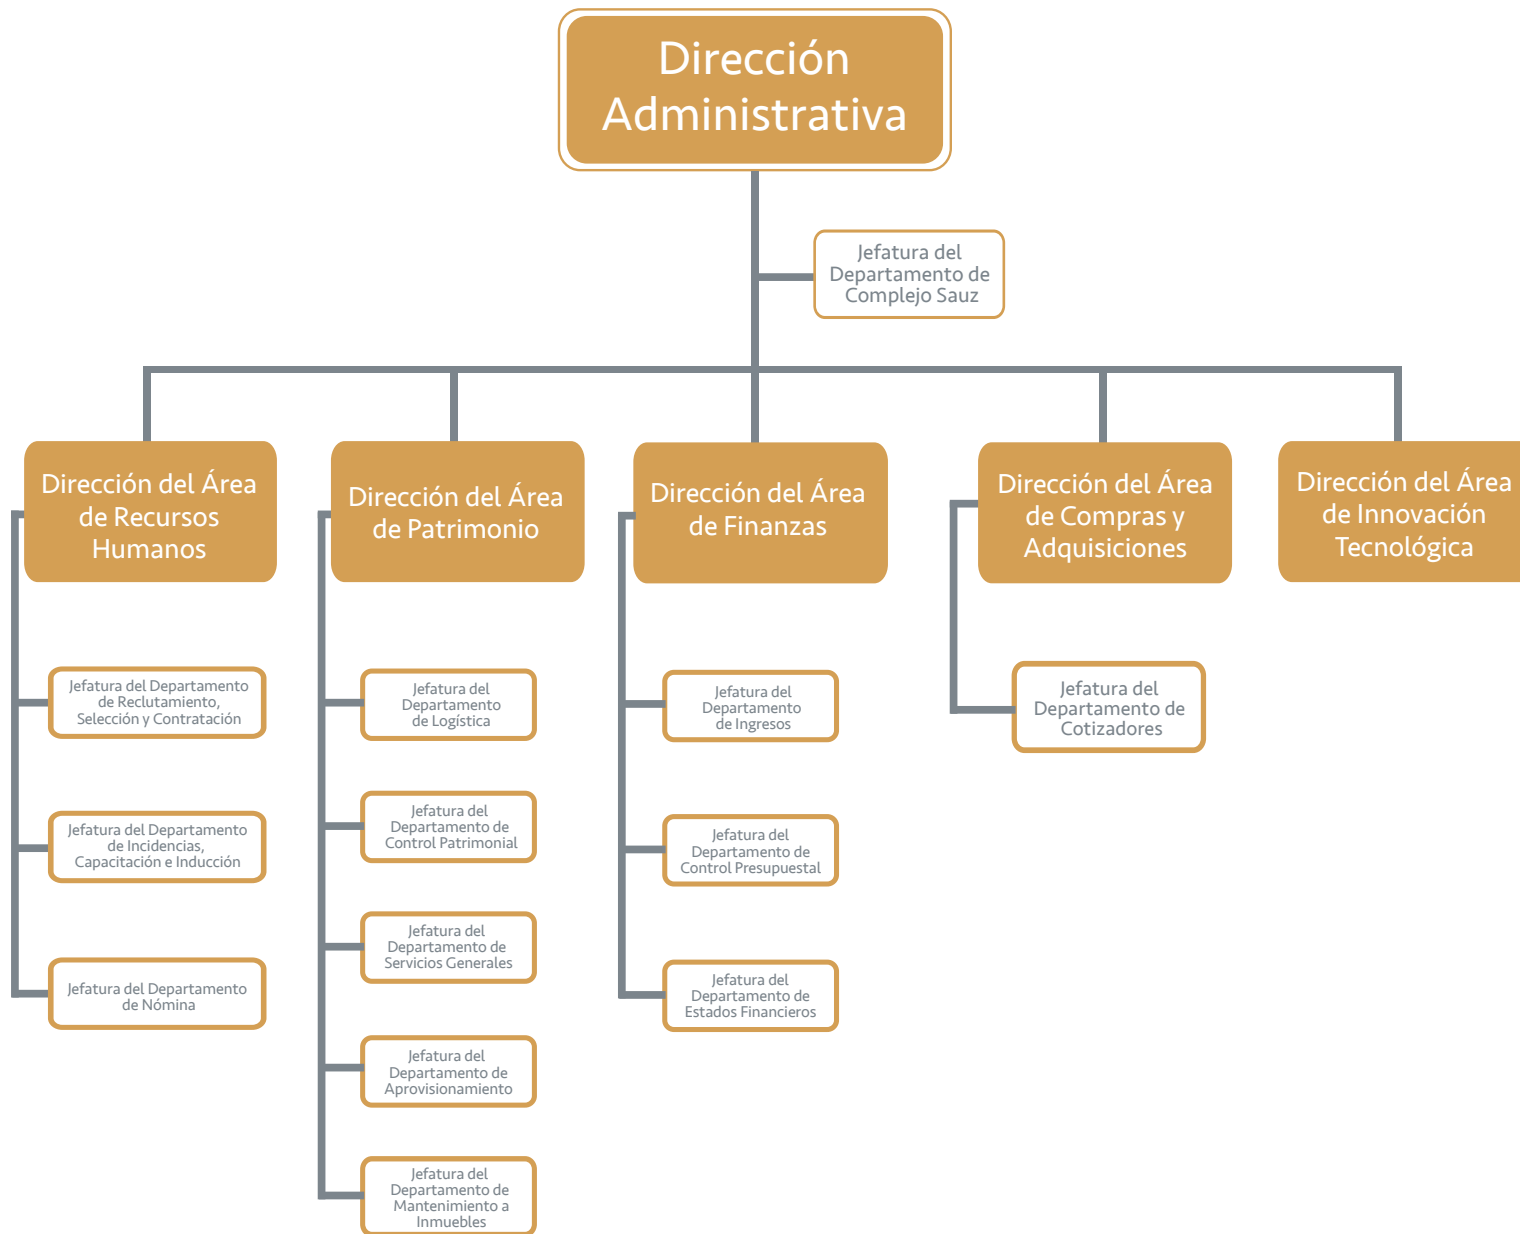 Dirección
Administrativa
Jefatura del
Departamento de
Complejo Sauz
Dirección del Área
de Recursos
Humanos
Dirección del Área
de Patrimonio
Dirección del Área
de Finanzas
Dirección del Área
de Compras y
Adquisiciones
Dirección del Área
de Innovación
Tecnológica
Jefatura del Departamento
de Reclutamiento,
Selección y Contratación
Jefatura del Departamento
de Incidencias,
Capacitación e Inducción
Jefatura del Departamento
de Nómina
Jefatura del
Departamento
de Logística
Jefatura del
Departamento de
Control Patrimonial
Jefatura del
Departamento de
Servicios Generales
Jefatura del
Departamento de
Aprovisionamiento
Jefatura del
Departamento de
Mantenimiento a
Inmuebles
Jefatura del
Departamento
de Ingresos
Jefatura del
Departamento de
Control Presupuestal
Jefatura del
Departamento de
Estados Financieros
Jefatura del
Departamento de
Cotizadores